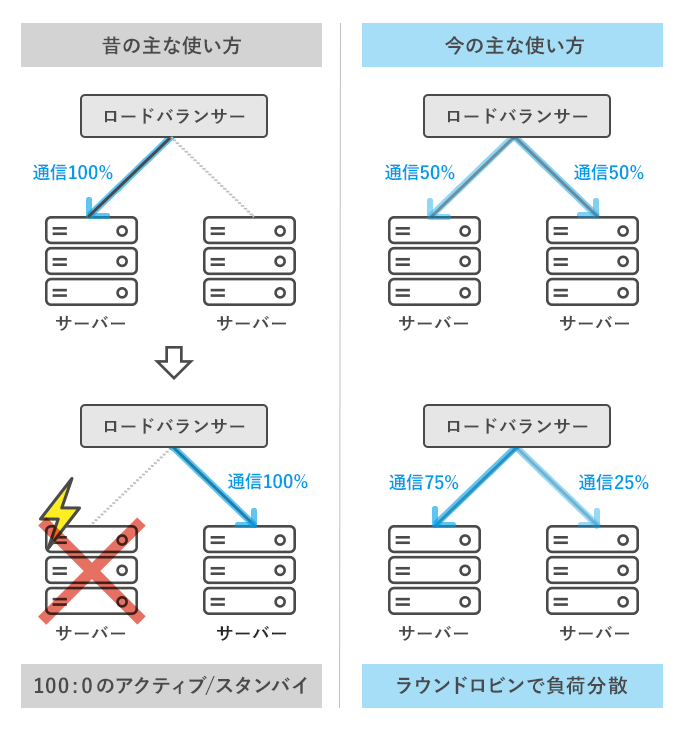 昔の主な使い方
ロードバランサー
通信100%
サーバー
サーバー
ロードバランサー
通信100%
サーバー
サーバー
100:0のアクティブ/スタンバイ
今の主な使い方
ロードバランサー
通信50%
通信50%
サーバー
サーバー
ロードバランサー
通信75%
通信25%
サーバー
サーバー
ラウンドロビンで負荷分散